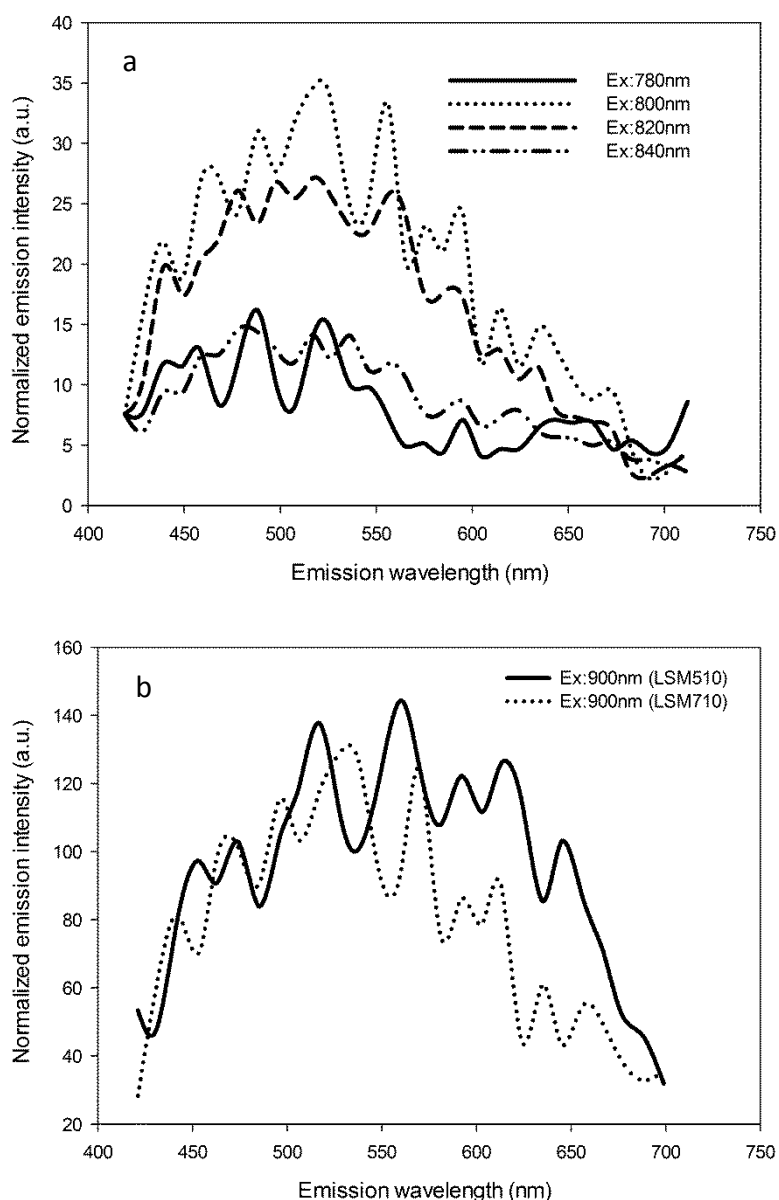 a
40
35
30
25
20
15
10
5
0
Normalized emission intensity (a.u.)
Ex:780nm
Ex:800nm
Ex:820nm
Ex:840nm
400 450 500 550 600 650 700 750
Emission wavelength (nm)
b
160
140
120
100
80
60
40
20
Normalized emission intensity (a.u.)
Ex:900nm (LSM510)
Ex:900nm (LSM710)
400 450 500 550 600 650 700 750
Emission wavelength (nm)